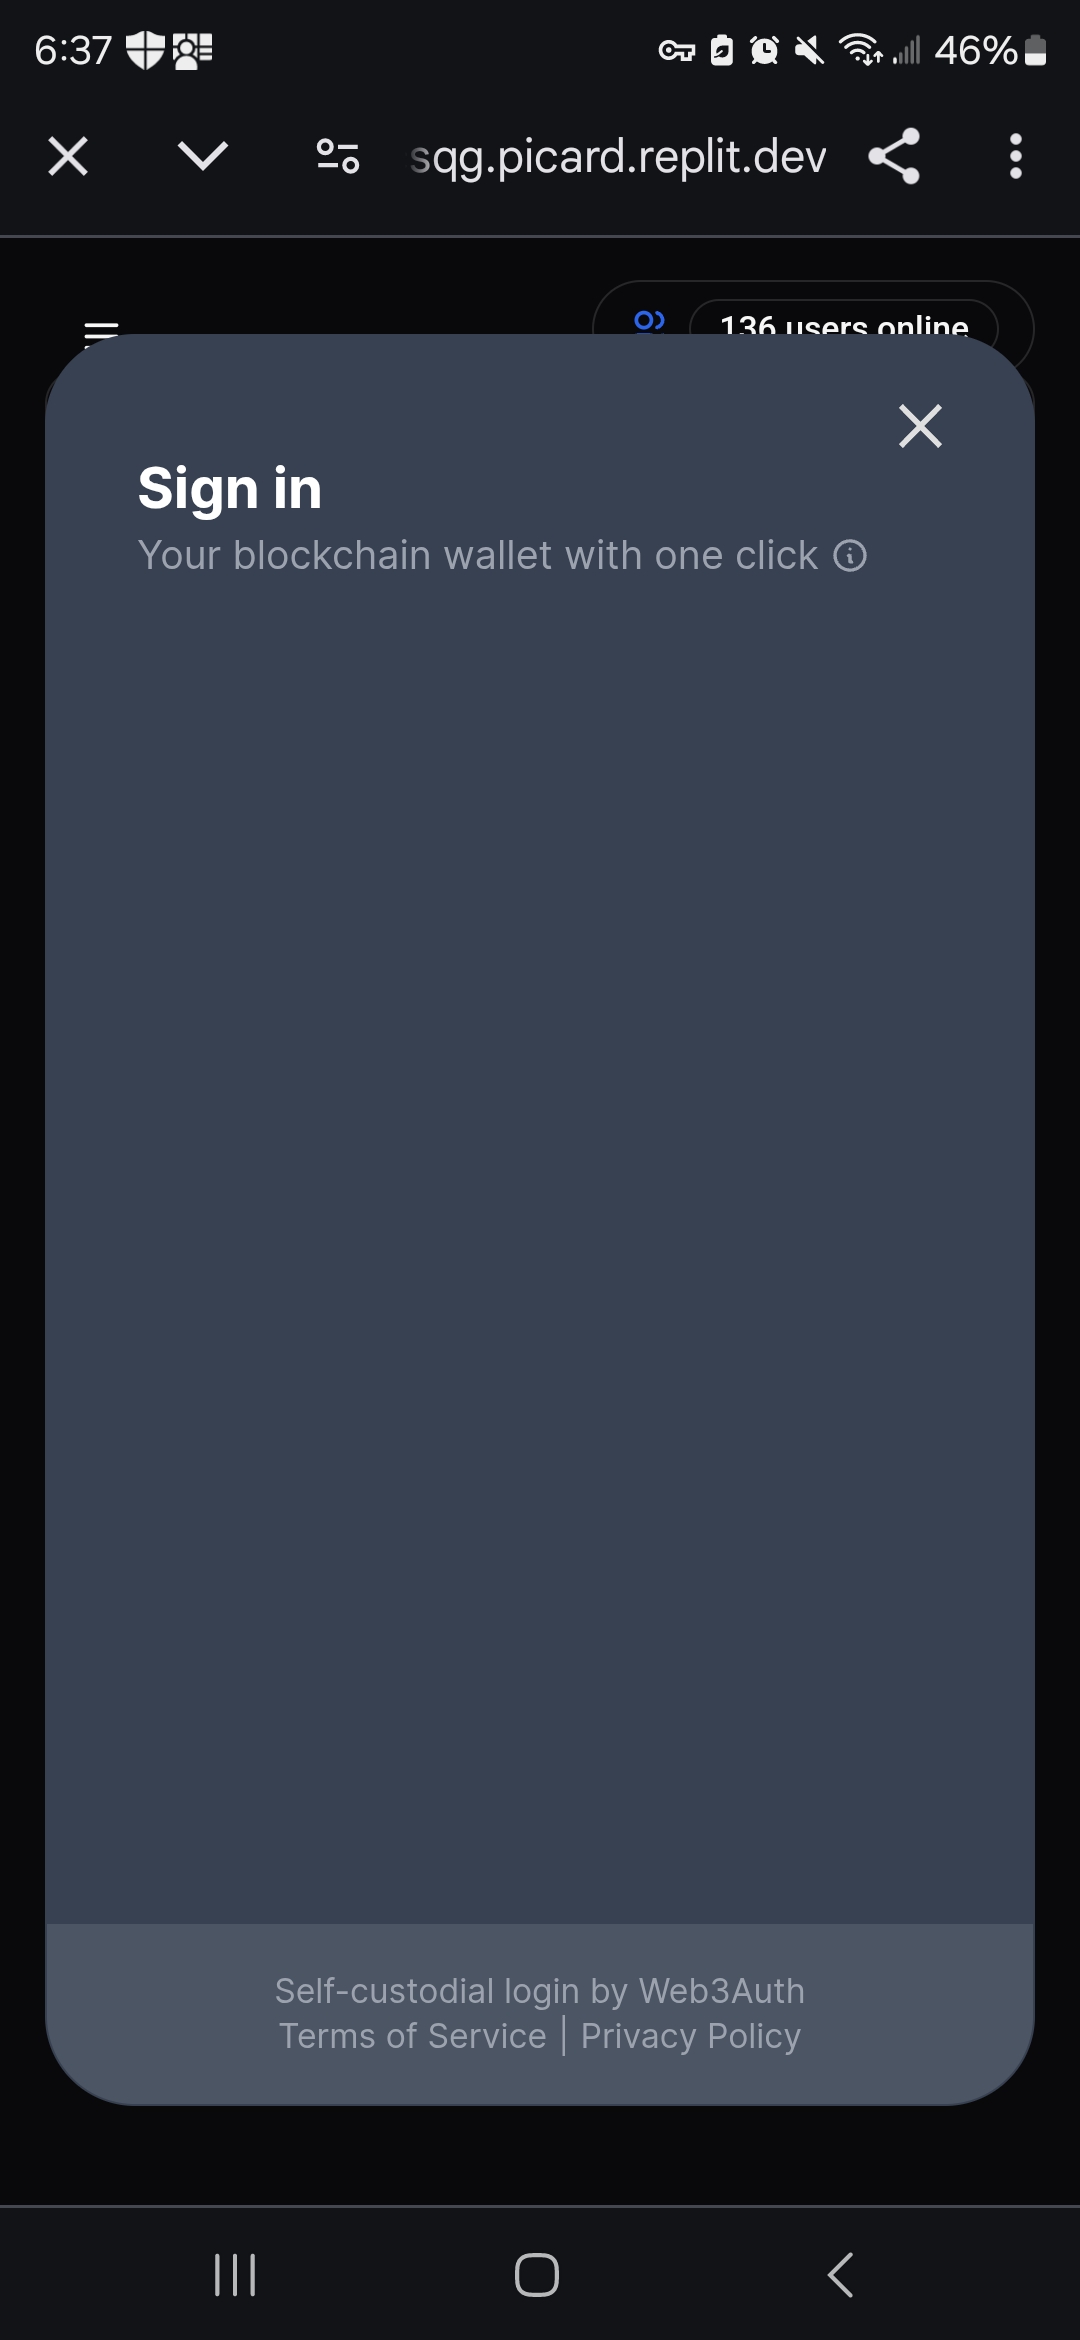 6:37
46%
sqg.picard.replit.dev
136 users online
Sign in
Your blockchain wallet with one click
Self-custodial login by Web3Auth
Terms of Service | Privacy Policy